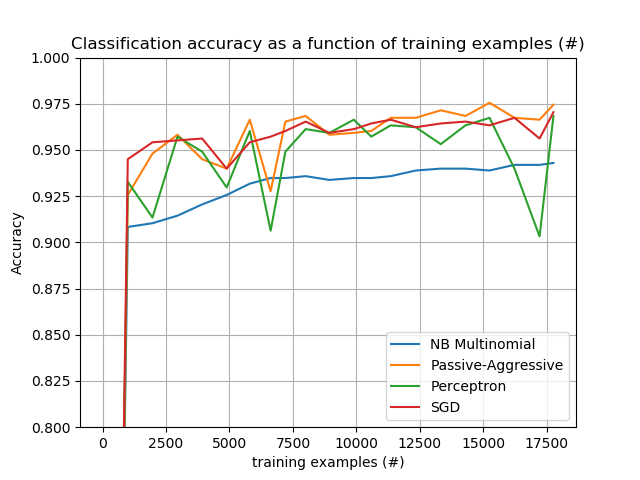 Classification accuracy as a function of training examples (#)
1.000
0.975
0.950
0.925
0.900
0.875
0.850
0.825
0.800
Accuracy
NB Multinomial
Passive-Aggressive
Perceptron
SGD
0 2500 5000 7500 10000 12500 15000 17500
training examples (#)